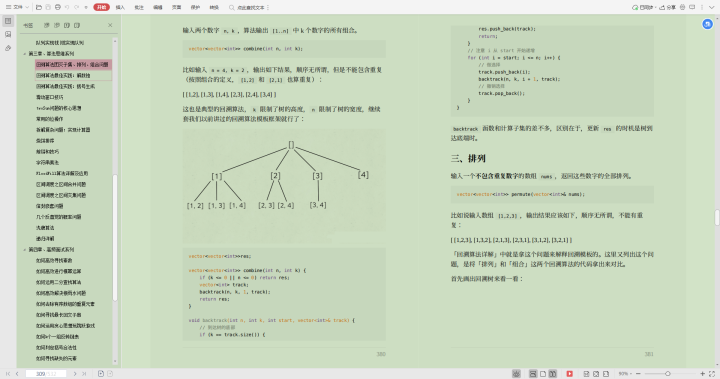 文件
开始
插入
批注
编辑
页面
保护
转换
查找文本
已同步
分享
书签
第三章、算法思维系列
回溯算法团灭子集、排列、组合问题
回溯算法最佳实践：解数独
回溯算法最佳实践：括号生成
滑动窗口技巧
twoSum问题的核心思想
常用的位操作
拆解复杂问题：实现计算器
烧饼排序
前缀和技巧
字符串乘法
FloodFill算法详解及应用
区间调度之区间合并问题
区间调度之区间交集问题
信封嵌套问题
几个反直觉的概率问题
洗牌算法
递归详解
第四章、高频面试系列
如何高效寻找素数
如何高效进行模幂运算
如何运用二分查找算法
如何高效解决接雨水问题
如何去除有序数组的重复元素
如何寻找最长回文子串
如何k个一组反转链表
如何判定括号合法性
如何寻找缺失的元素
输入两个数字 n, k，算法输出 [1..n] 中 k 个数字的所有组合。
vector<vector<int>> combine(int n, int k);
比如输入 n = 4, k = 2，输出如下结果，顺序无所谓，但是不能包含重复
（按照组合的定义，[1,2] 和 [2,1] 也算重复）：
[ [1,2], [1,3], [1,4], [2,3], [2,4], [3,4] ]
这也是典型的回溯算法，k 限制了树的高度，n 限制了树的宽度，继续
套我们以前讲过的回溯算法模板框架就行了：
[]
[1] [2] [3] [4]
[1, 2] [1, 3] [1, 4] [2, 3] [2, 4] [3, 4]
vector<vector<int>>res;
vector<vector<int>> combine(int n, int k) {
if (k <= 0 || n <= 0) return res;
vector<int> track;
backtrack(n, k, 1, track);
return res;
}
void backtrack(int n, int k, int start, vector<int>& track) {
// 到达树的底部
if (k == track.size()) {
380
res.push_back(track);
return;
}
// 注意 i 从 start 开始递增
for (int i = start; i <= n; i++) {
// 做选择
track.push_back(i);
backtrack(n, k, i + 1, track);
// 撤销选择
track.pop_back();
}
}
backtrack 函数和计算子集的差不多，区别在于，更新 res 的时机是树到
达底端时。
三、排列
输入一个不包含重复数字的数组 nums，返回这些数字的全部排列。
vector<vector<int>> permute(vector<int>& nums);
比如说输入数组 [1,2,3]，输出结果应该如下，顺序无所谓，不能有重
复：
[ [1,2,3], [1,3,2], [2,1,3], [2,3,1], [3,1,2], [3,2,1] ]
「回溯算法详解」中就是拿这个问题来解释回溯模板的。这里又列出这个问
题，是将「排列」和「组合」这两个回溯算法的代码拿出来对比。
首先画出回溯树来看一看：
381